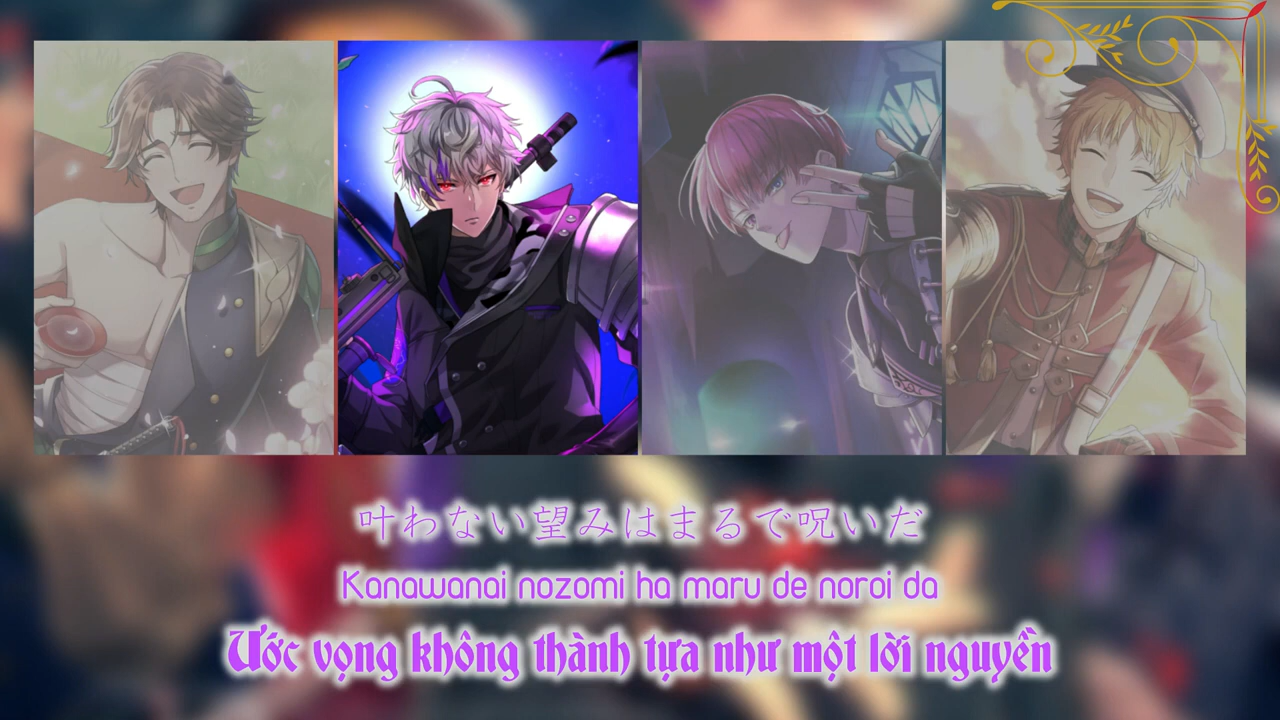 叶わない望みはまるで呪いだ
Kanawanai nozomi ha maru de noroi da
Ước vọng không thành tựa như một lời nguyền